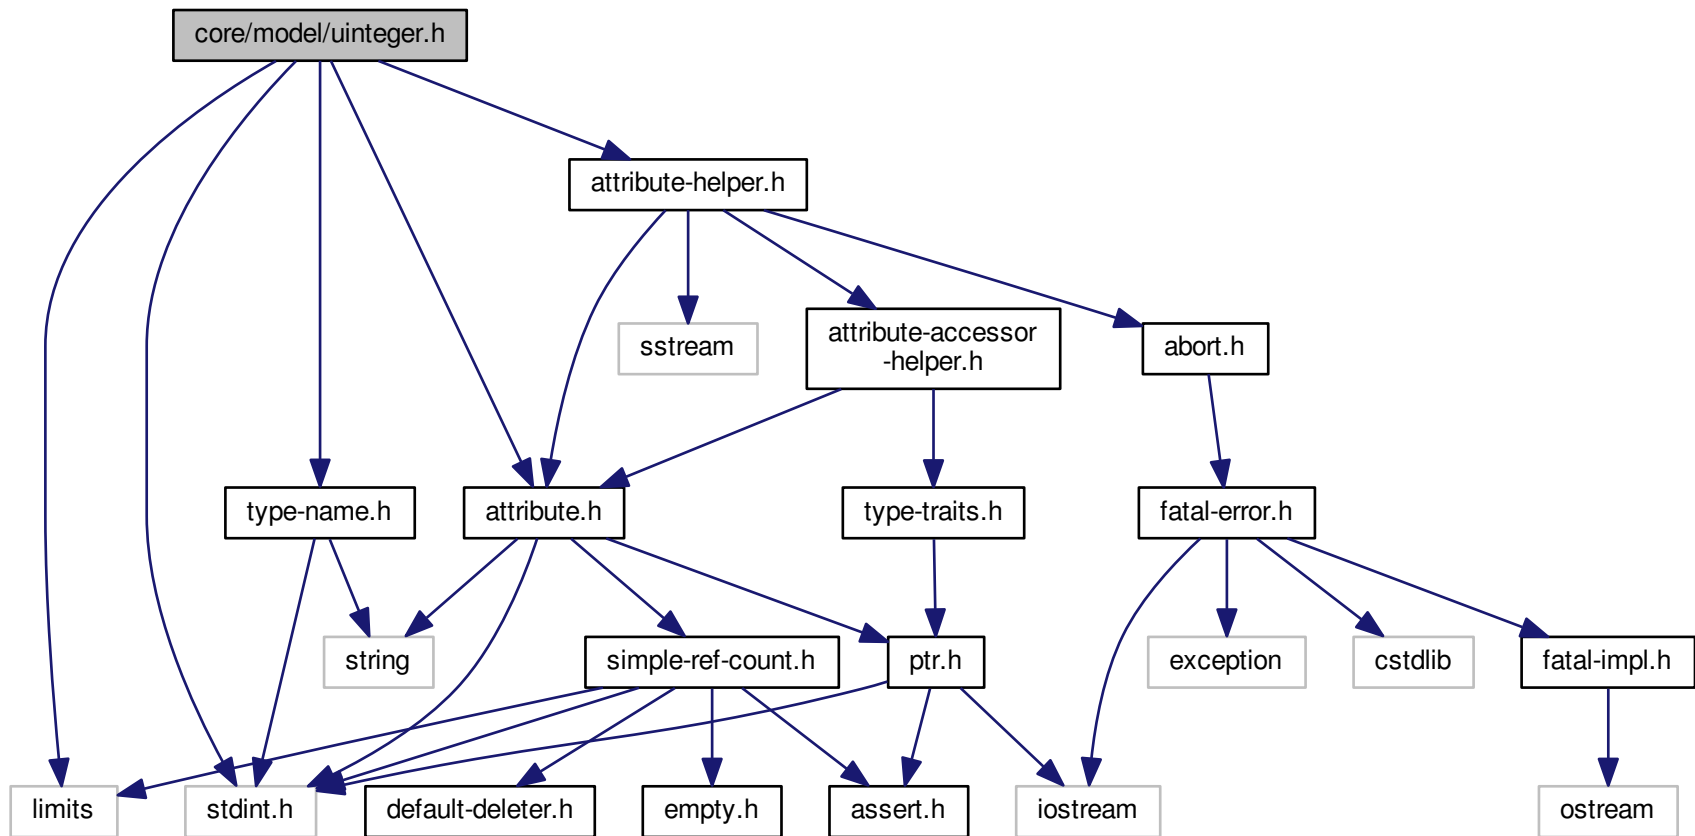 core/model/uinteger.h
attribute-helper.h
sstream
attribute-accessor
-helper.h
abort.h
type-name.h
attribute.h
type-traits.h
fatal-error.h
string
simple-ref-count.h
ptr.h
exception
cstdlib
fatal-impl.h
limits
stdint.h
default-deleter.h
empty.h
assert.h
iostream
ostream